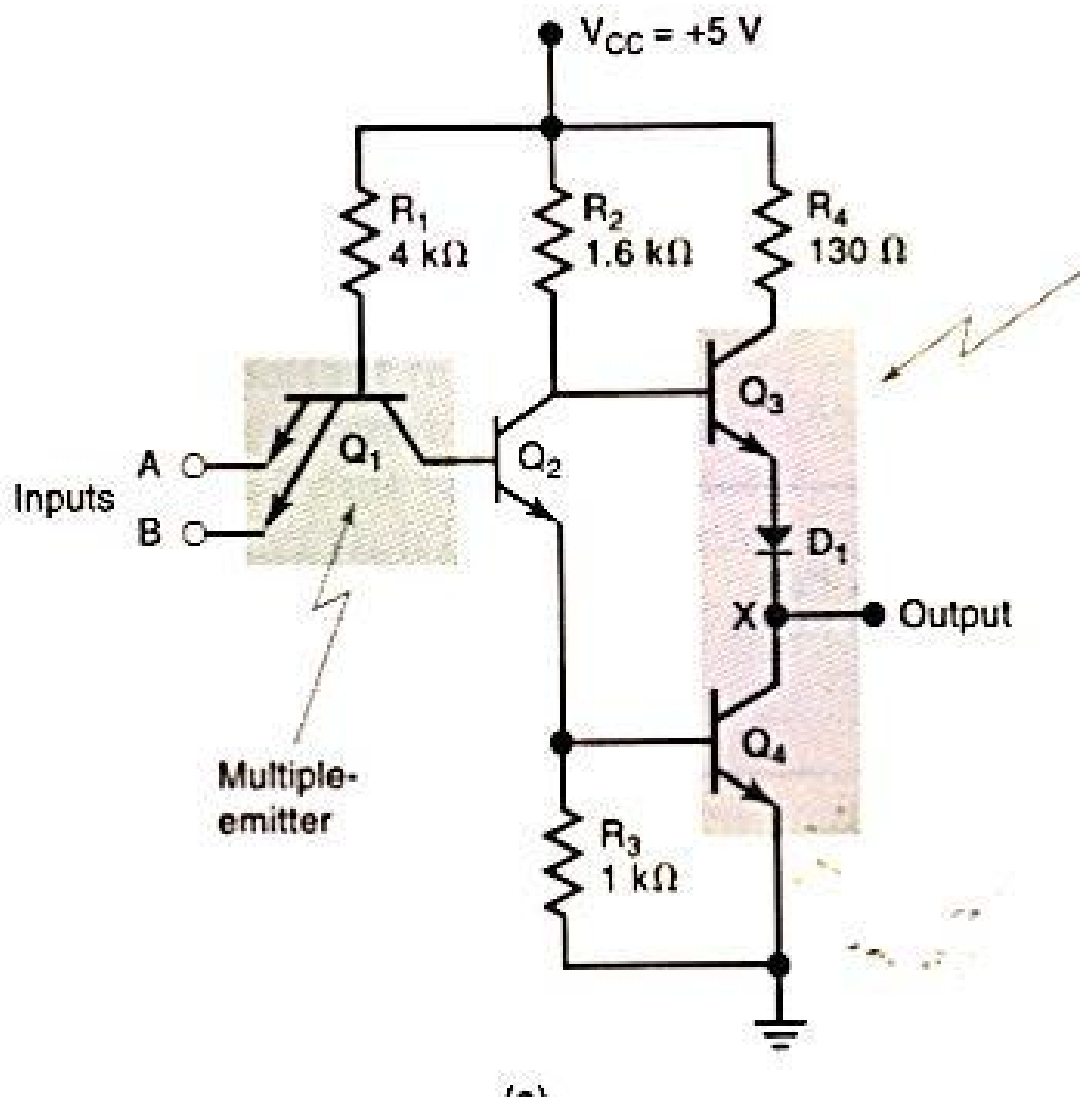 V_CC = +5 V
R₁
4 kΩ
R₂
1.6 kΩ
R₄
130 Ω
Q₁
Q₂
Q₃
A
Inputs
B
D₁
X
Output
Q₄
Multiple-
emitter
R₃
1 kΩ